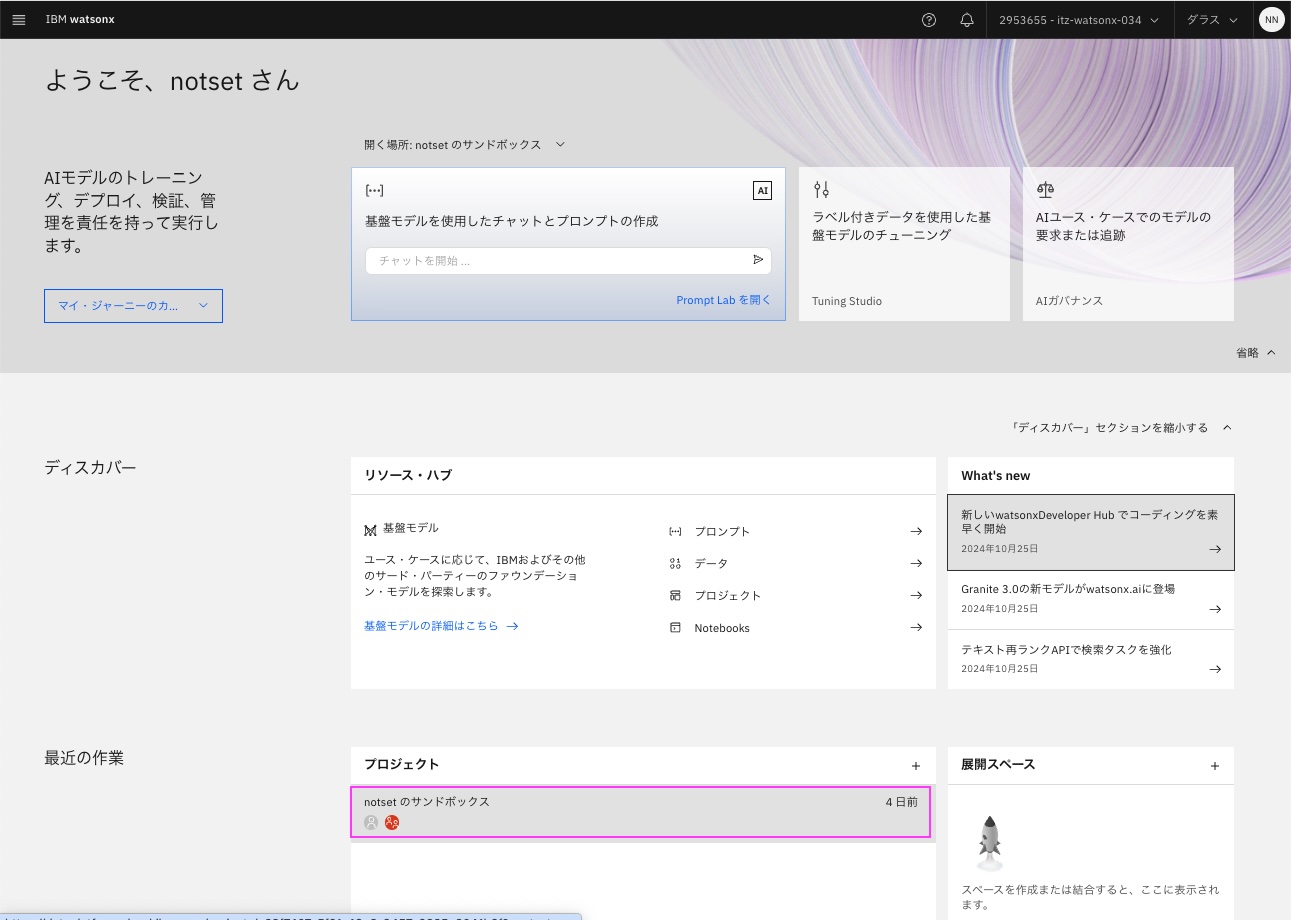 IBM watsonx
2953655 - itz-watsonx-034
ダラス
NN
ようこそ、notset さん
AIモデルのトレーニン
グ、デプロイ、検証、管
理を責任を持って実行し
ます。
マイ・ジャーニーのカ...
開く場所: notset のサンドボックス
AI
基盤モデルを使用したチャットとプロンプトの作成
チャットを開始 ...
Prompt Lab を開く
ラベル付きデータを使用した基
盤モデルのチューニング
Tuning Studio
AIユース・ケースでのモデルの
要求または追跡
AIガバナンス
省略
「ディスカバー」セクションを縮小する
ディスカバー
リソース・ハブ
基盤モデル
ユース・ケースに応じて、IBMおよびその他
のサード・パーティーのファウンデーショ
ン・モデルを探索します。
基盤モデルの詳細はこちら
プロンプト
データ
プロジェクト
Notebooks
What's new
新しいwatsonxDeveloper Hub でコーディングを素
早く開始
2024年10月25日
Granite 3.0の新モデルがwatsonx.aiに登場
2024年10月25日
テキスト再ランクAPIで検索タスクを強化
2024年10月25日
最近の作業
プロジェクト
notset のサンドボックス
4 日前
展開スペース
スペースを作成または結合すると、ここに表示されま
ます。